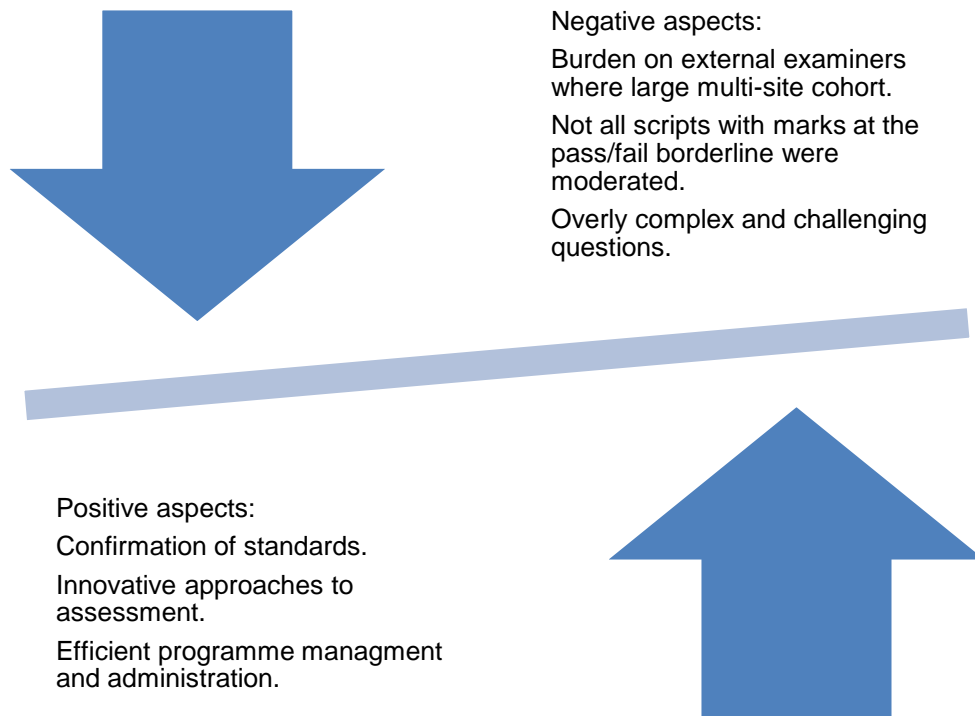 Negative aspects:
Burden on external examiners
where large multi-site cohort.
Not all scripts with marks at the
pass/fail borderline were
moderated.
Overly complex and challenging
questions.
Positive aspects:
Confirmation of standards.
Innovative approaches to
assessment.
Efficient programme managment
and administration.